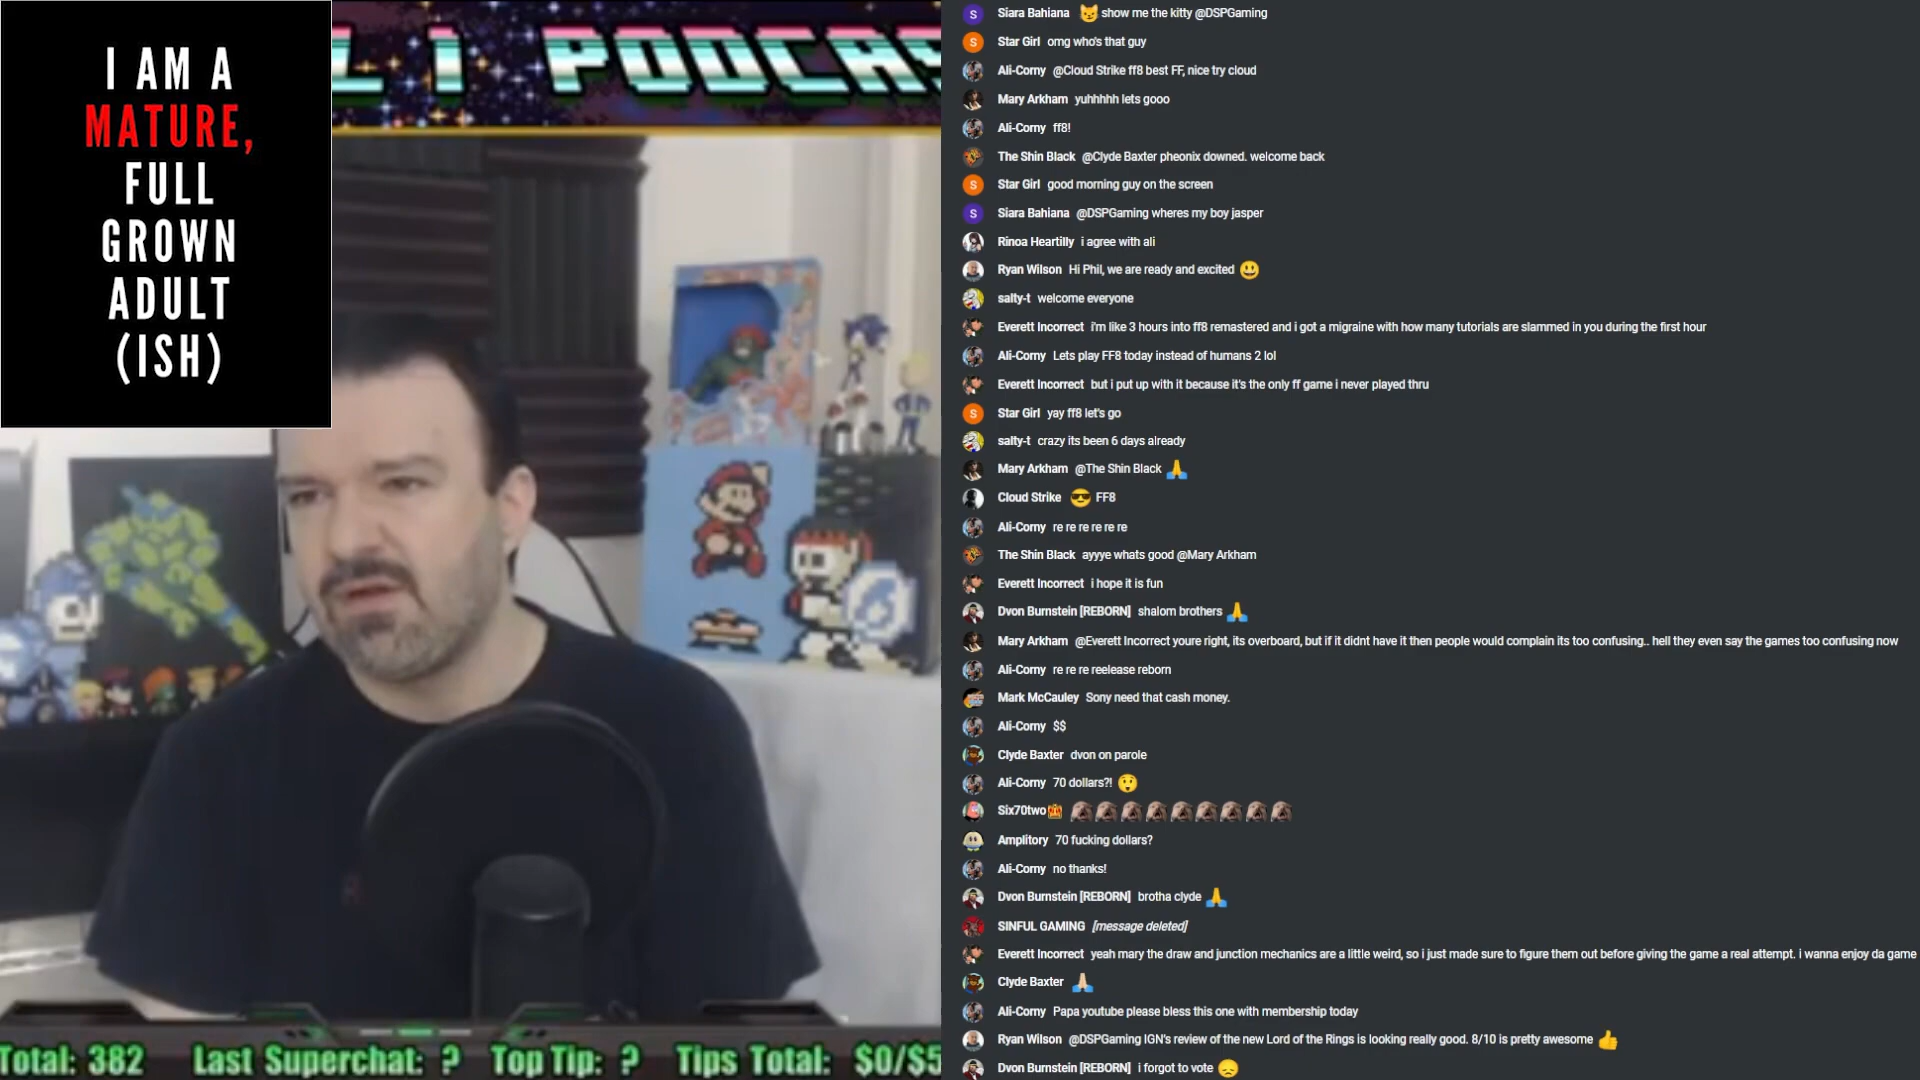 I AM A
MATURE,
FULL
GROWN
ADULT
(ISH)
L i PODCAS
Total: 382 Last Superchat: ? Top Tip: ? Tips Total: $0/$5
Siara Bahiana 😼 show me the kitty @DSPGaming
Star Girl omg who's that guy
Ali-Corny @Cloud Strike ff8 best FF, nice try cloud
Mary Arkham yuhhhhh lets gooo
Ali-Corny ff8!
The Shin Black @Clyde Baxter pheonix downed. welcome back
Star Girl good morning guy on the screen
Siara Bahiana @DSPGaming wheres my boy jasper
Rinoa Heartilly i agree with ali
Ryan Wilson Hi Phil, we are ready and excited 😃
salty-t welcome everyone
Everett Incorrect i'm like 3 hours into ff8 remastered and i got a migraine with how many tutorials are slammed in you during the first hour
Ali-Corny Lets play FF8 today instead of humans 2 lol
Everett Incorrect but i put up with it because it's the only ff game i never played thru
Star Girl yay ff8 let's go
salty-t crazy its been 6 days already
Mary Arkham @The Shin Black 🙏
Cloud Strike 😎 FF8
Ali-Corny re re re re re re
The Shin Black ayyye whats good @Mary Arkham
Everett Incorrect i hope it is fun
Dvon Burnstein [REBORN] shalom brothers 🙏
Mary Arkham @Everett Incorrect youre right, its overboard, but if it didnt have it then people would complain its too confusing.. hell they even say the games too confusing now
Ali-Corny re re re reelease reborn
Mark McCauley Sony need that cash money.
Ali-Corny $$
Clyde Baxter dvon on parole
Ali-Corny 70 dollars?! 😲
Six70two
Amplitory 70 fucking dollars?
Ali-Corny no thanks!
Dvon Burnstein [REBORN] brotha clyde 🙏
SINFUL GAMING [message deleted]
Everett Incorrect yeah mary the draw and junction mechanics are a little weird, so i just made sure to figure them out before giving the game a real attempt. i wanna enjoy da game
Clyde Baxter 🙏🏻
Ali-Corny Papa youtube please bless this one with membership today
Ryan Wilson @DSPGaming IGN's review of the new Lord of the Rings is looking really good. 8/10 is pretty awesome 👍
Dvon Burnstein [REBORN] i forgot to vote 😞